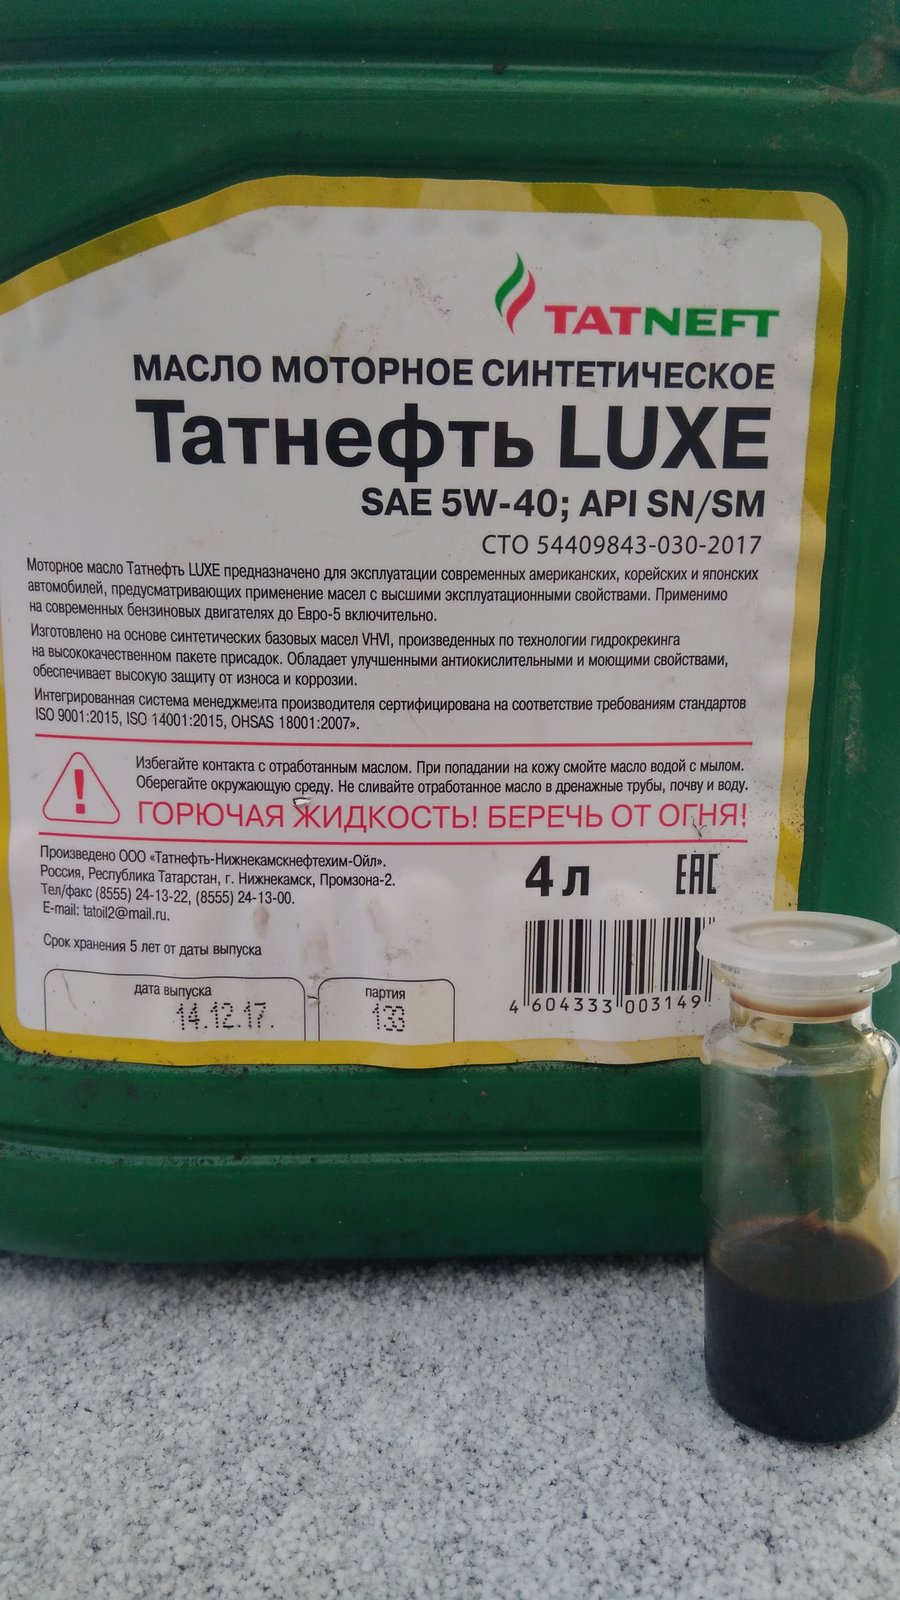 TATNEFT
МАСЛО МОТОРНОЕ СИНТЕТИЧЕСКОЕ
Татнефть LUXE
SAE 5W-40; API SN/SM
СТО 54409843-030-2017
Моторное масло Татнефть LUXE предназначено для эксплуатации современных американских, корейских и японских
автомобилей, предусматривающих применение масел с высшими эксплуатационными свойствами. Применимо
на современных бензиновых двигателях до Евро-5 включительно.
Изготовлено на основе синтетических базовых масел VHVI, произведенных по технологии гидрокрекинга
на высококачественном пакете присадок. Обладает улучшенными антиокислительными и моющими свойствами,
обеспечивает высокую защиту от износа и коррозии.
Интегрированная система менеджмента производителя сертифицирована на соответствие требованиям стандартов
ISO 9001:2015, ISO 14001:2015, OHSAS 18001:2007».
Избегайте контакта с отработанным маслом. При попадании на кожу смойте масло водой с мылом.
Оберегайте окружающую среду. Не сливайте отработанное масло в дренажные трубы, почву и воду.
ГОРЮЧАЯ ЖИДКОСТЬ! БЕРЕЧЬ ОТ ОГНЯ!
Произведено ООО «Татнефть-Нижнекамскнефтехим-Ойл».
Россия, Республика Татарстан, г. Нижнекамск, Промзона-2.
Тел/факс (8555) 24-13-22, (8555) 24-13-00.
E-mail: tatoil2@mail.ru.
Срок хранения 5 лет от даты выпуска
4 л
EAC
дата выпуска
14.12.17.
партия
133
4 604333 003149